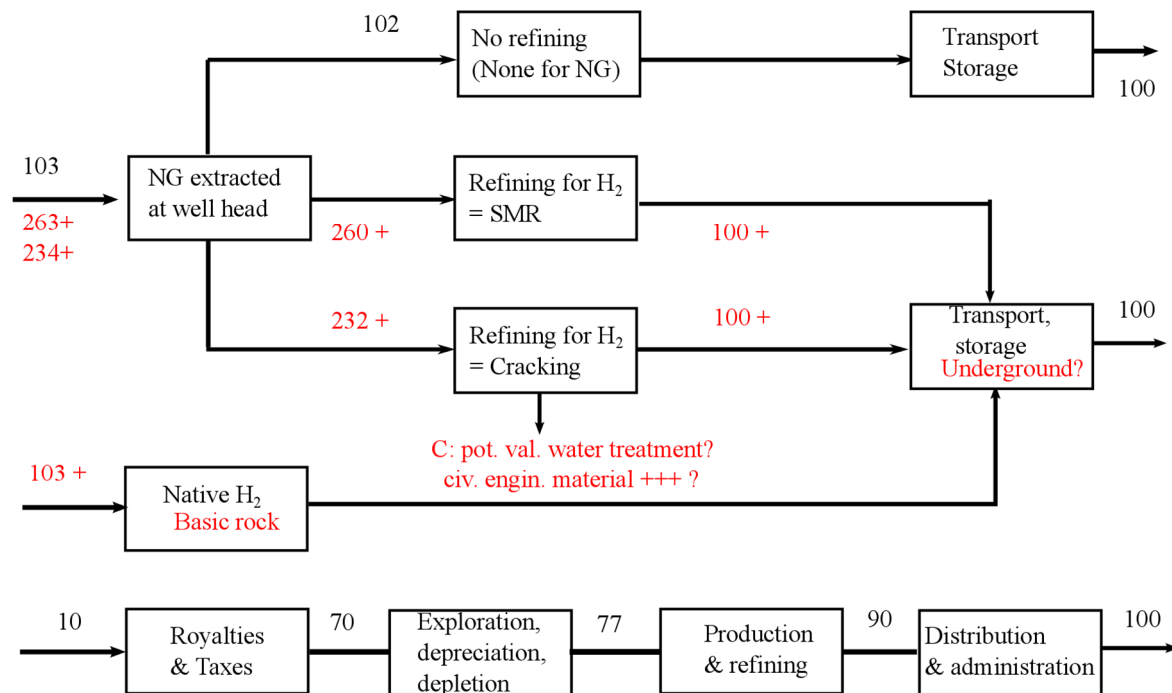 102
No refining
(None for NG)
Transport
Storage
100
103
263+
234+
NG extracted
at well head
260 +
Refining for H₂
= SMR
100 +
232 +
Refining for H₂
= Cracking
100 +
Transport,
storage
Underground?
100
C: pot. val. water treatment?
civ. engin. material +++ ?
103 +
Native H₂
Basic rock
10
Royalties
& Taxes
70
Exploration,
depreciation,
depletion
77
Production
& refining
90
Distribution
& administration
100